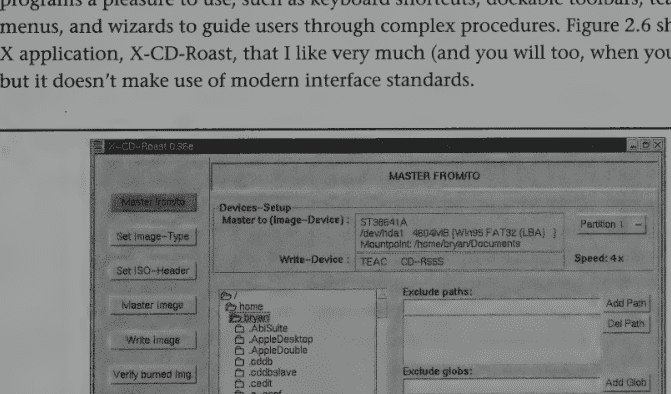 programs a pleasure to use, such as keyboard shortcuts, dockable toolbars,
menus, and wizards to guide users through complex procedures. Figure 2.6
X application, X-CD-Roast, that I like very much (and you will too, when you
but it doesn't make use of modern interface standards.
X-CD-Roast 0.96e
MASTER FROM/TO
Master from/to
Devices-Setup
Master to (Image-Device) :
ST38641A
/dev/hda1 4604MB [Win95 FAT32 (LBA) ]
Mountpoint: /home/bryan/Documents
Partition 1
Set Image-Type
Write-Device :
TEAC CD-R55S
Speed: 4x
Set ISO-Header
Master image
Write image
Verify burned Img.
/
home
bryan
.AbiSuite
.AppleDesktop
.AppleDouble
.cddb
.cddbslave
.cedit
Exclude paths:
Add Path
Del Path
Exclude globs:
Add Glob